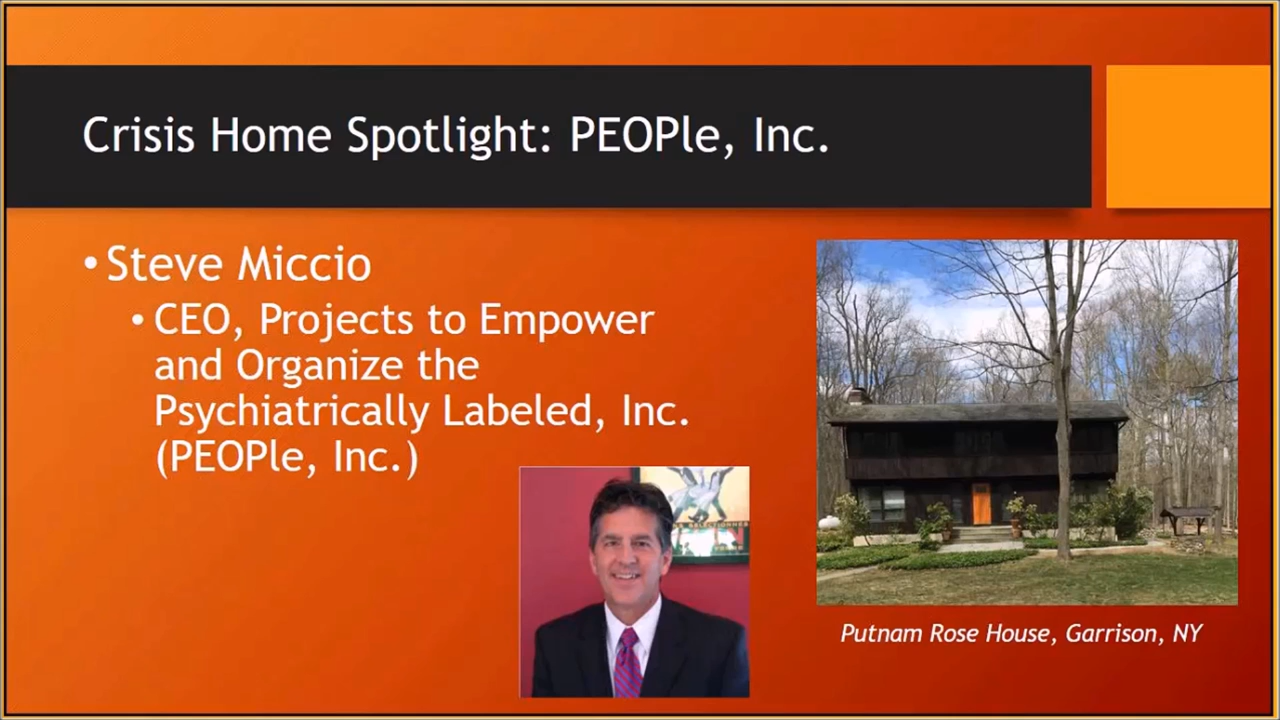 Crisis Home Spotlight: PEOPle, Inc.
•Steve Miccio
•CEO, Projects to Empower
and Organize the
Psychiatrically Labeled, Inc.
(PEOPle, Inc.)
Putnam Rose House, Garrison, NY